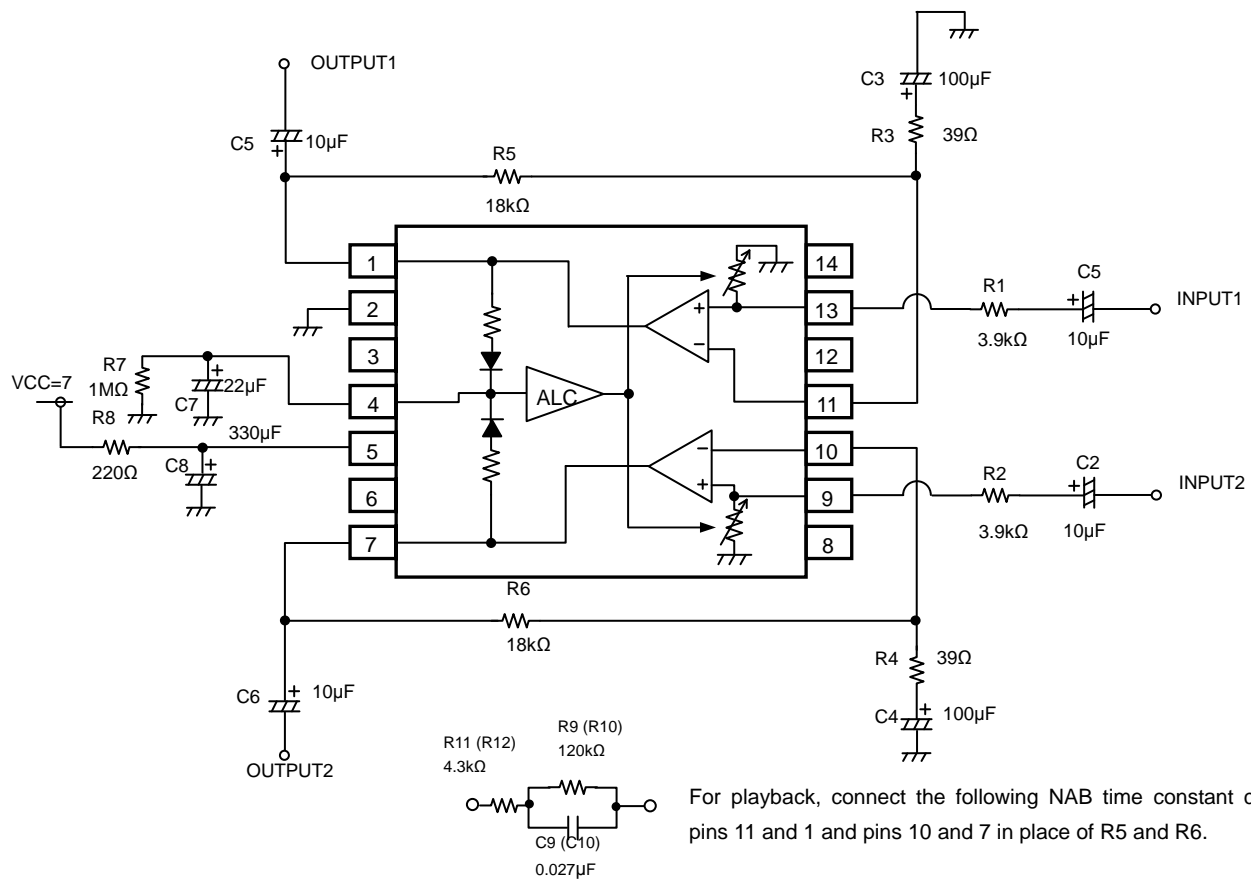 OUTPUT1
C3
100µF
C5
+
10µF
+
R3
39Ω
R5
18kΩ
1
14
2
+
13
R1
3.9kΩ
C5
+
10µF
INPUT1
3
−
12
VCC=7
R7
1MΩ
+
22µF
C7
4
ALC
11
R8
220Ω
330µF
+
C8
5
−
10
6
+
9
R2
3.9kΩ
C2
+
10µF
INPUT2
7
8
R6
18kΩ
R4
39Ω
C6
+
10µF
C4
+
100µF
OUTPUT2
R11 (R12)
4.3kΩ
R9 (R10)
120kΩ
C9 (C10)
0.027µF
For playback, connect the following NAB time constant
pins 11 and 1 and pins 10 and 7 in place of R5 and R6.